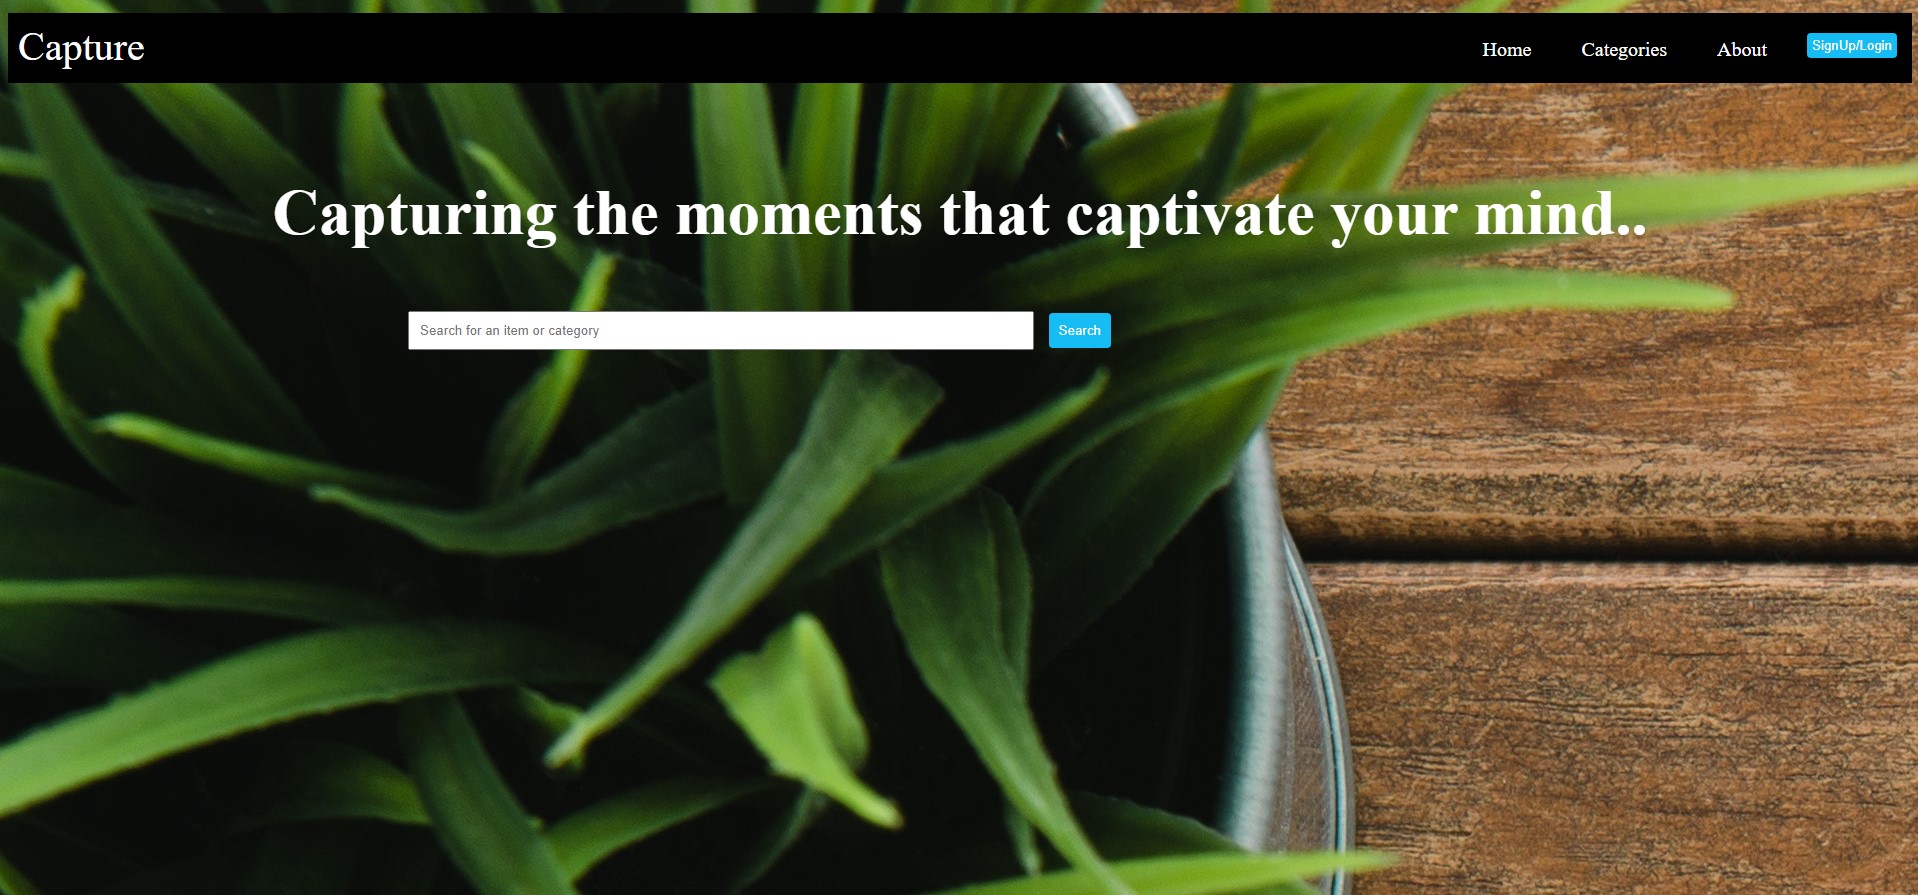 Capture
Home Categories About SignUp/Login
Capturing the moments that captivate your mind..
Search for an item or category Search